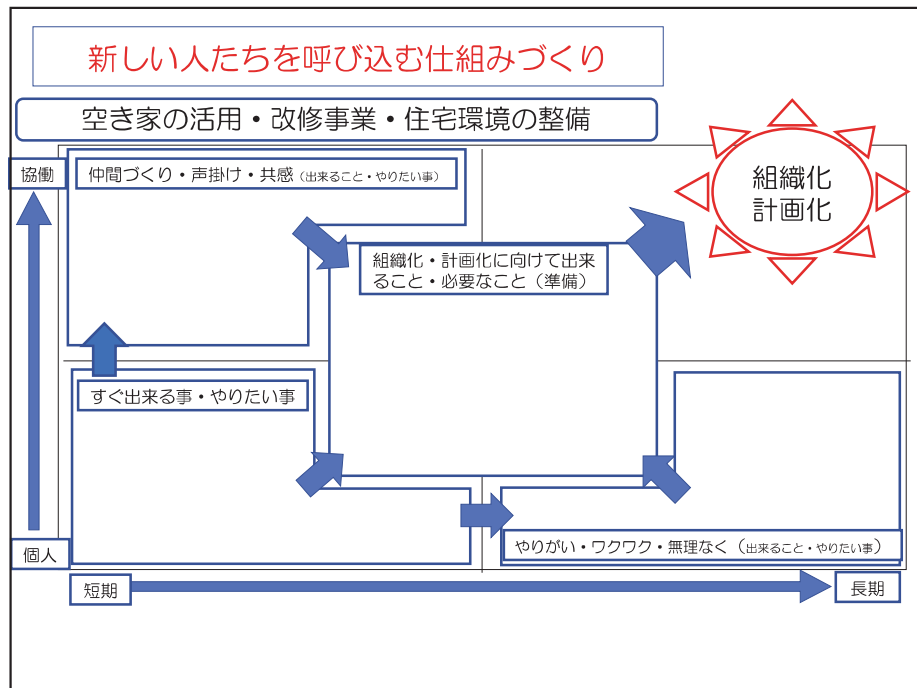 新しい人たちを呼び込む仕組みづくり
空き家の活用・改修事業・住宅環境の整備
協働
仲間づくり・声掛け・共感（出来ること・やりたい事）
組織化
計画化
組織化・計画化に向けて出来
ること・必要なこと（準備）
すぐ出来る事・やりたい事
個人
やりがい・ワクワク・無理なく（出来ること・やりたい事）
短期
長期